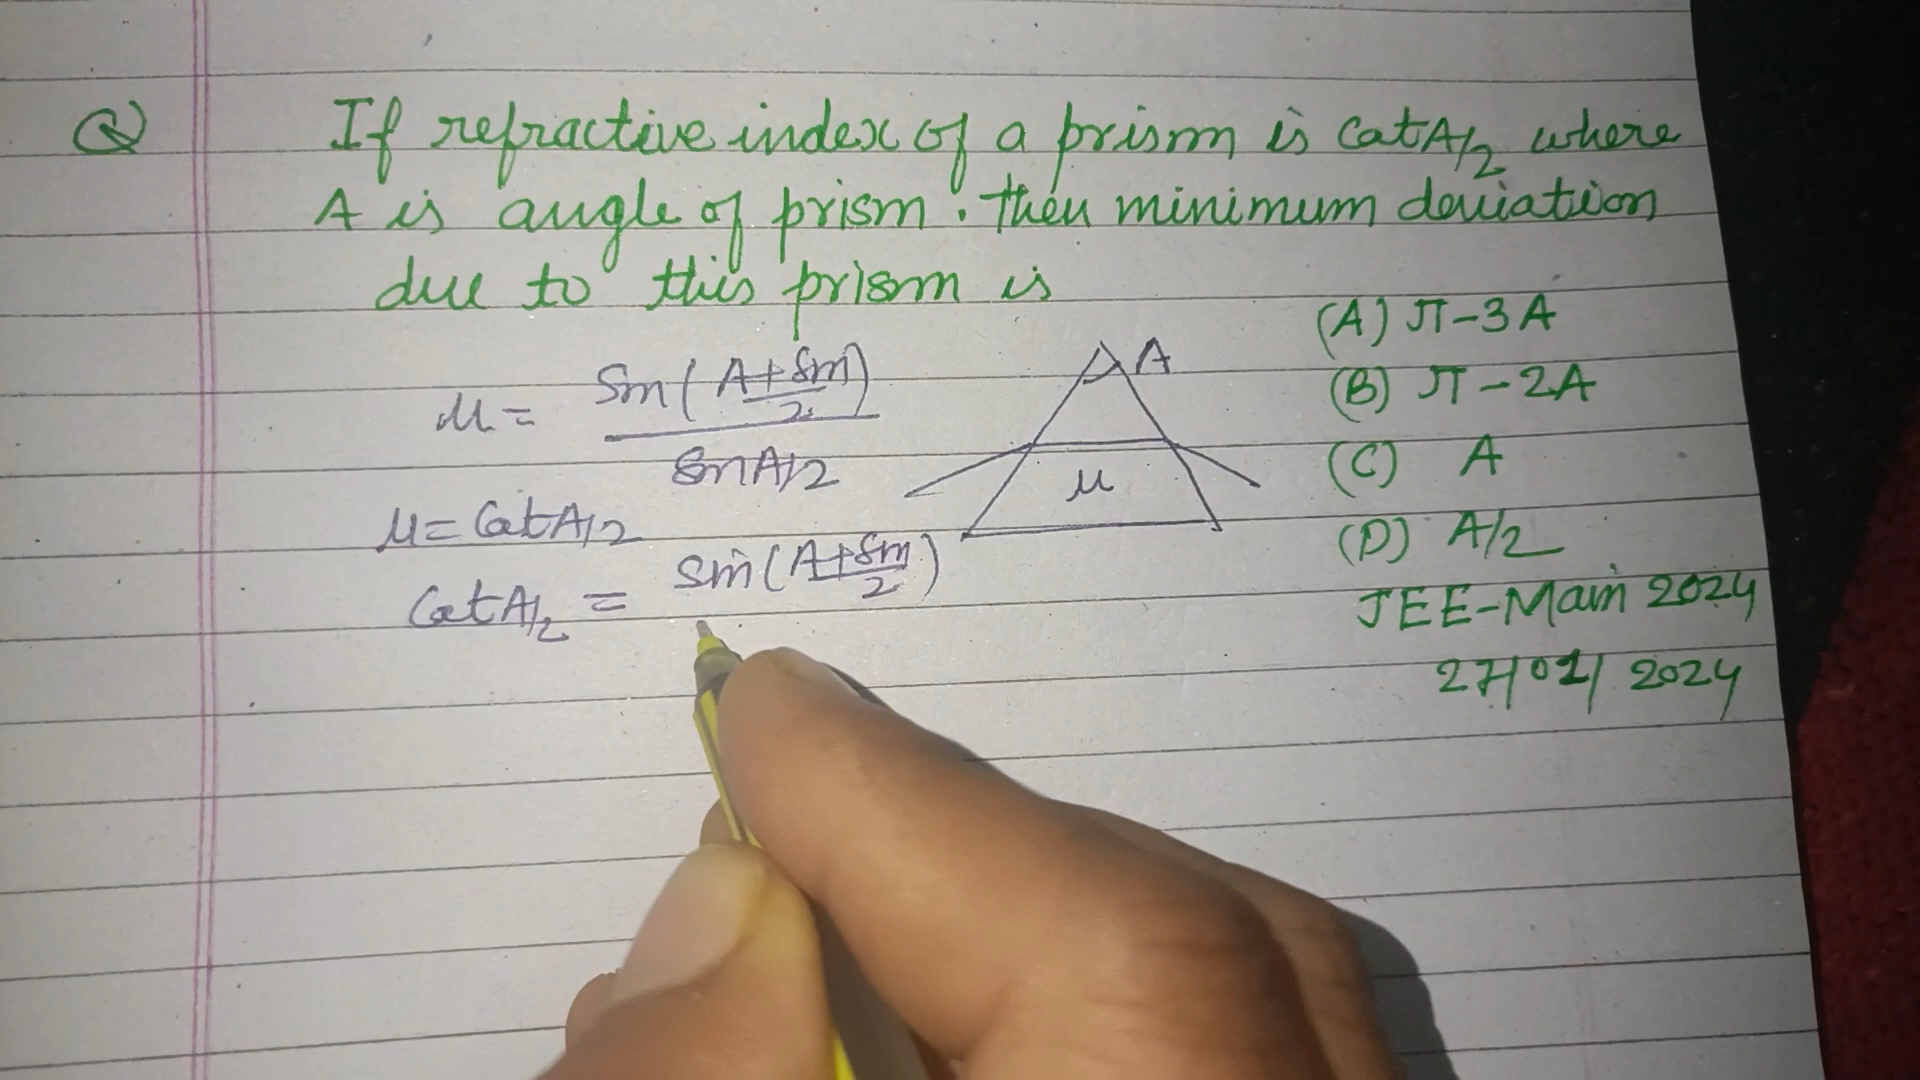 Q If refractive index of a prism is CotA/2 where
A is angle of prism. then minimum deviation
due to this prism is
(A) π-3A
(B) π-2A
(C) A
(D) A/2
JEE-Main 2024
27/01/2024
μ = Sin(A+δm/2)
SinA/2
A
μ
μ = CotA/2
CotA/2 = sin(A+δm/2)